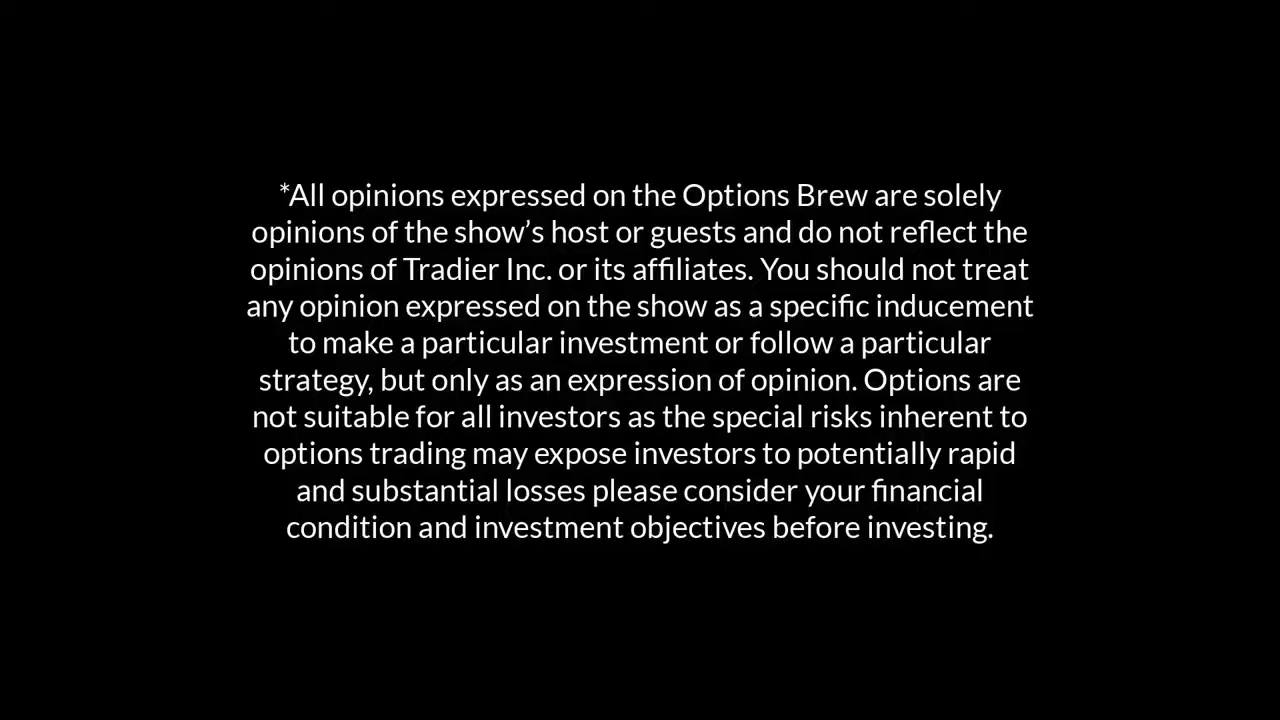 *All opinions expressed on the Options Brew are solely
opinions of the show’s host or guests and do not reflect the
opinions of Tradier Inc. or its affiliates. You should not treat
any opinion expressed on the show as a specific inducement
to make a particular investment or follow a particular
strategy, but only as an expression of opinion. Options are
not suitable for all investors as the special risks inherent to
options trading may expose investors to potentially rapid
and substantial losses please consider your financial
condition and investment objectives before investing.